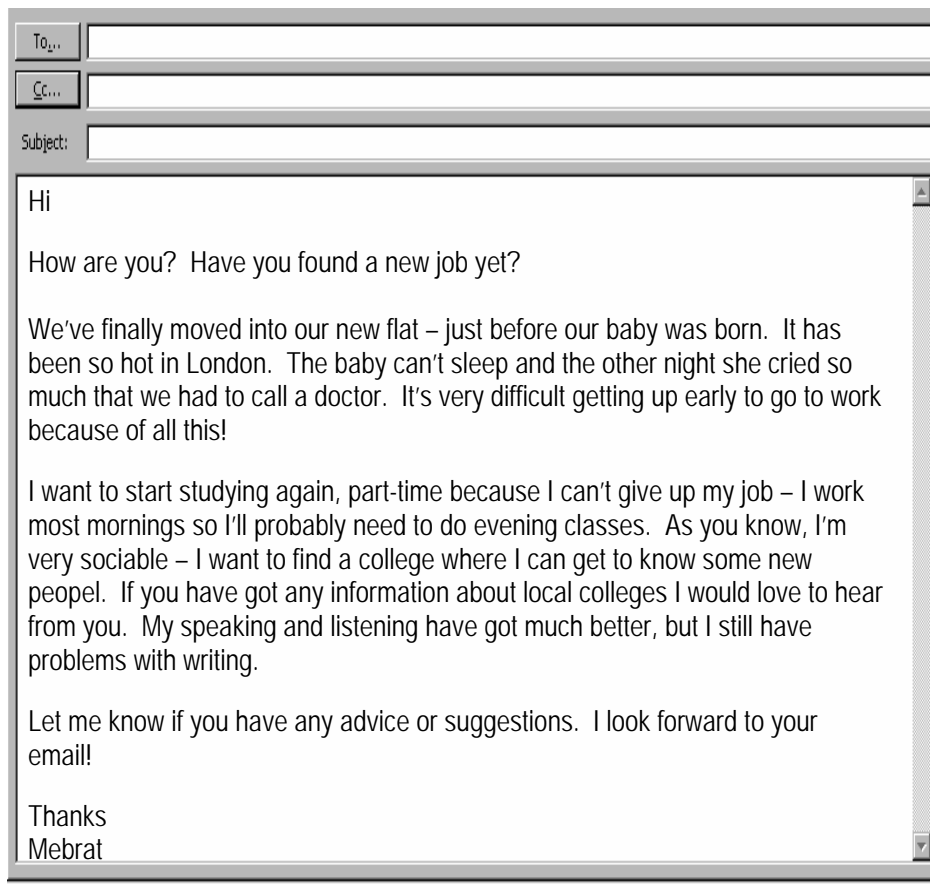 To...
Cc...
Subject:
Hi
How are you?  Have you found a new job yet?
We've finally moved into our new flat – just before our baby was born.  It has
been so hot in London.  The baby can't sleep and the other night she cried so
much that we had to call a doctor.  It's very difficult getting up early to go to work
because of all this!
I want to start studying again, part-time because I can't give up my job – I work
most mornings so I'll probably need to do evening classes.  As you know, I'm
very sociable – I want to find a college where I can get to know some new
peopel.  If you have got any information about local colleges I would love to hear
from you.  My speaking and listening have got much better, but I still have
problems with writing.
Let me know if you have any advice or suggestions.  I look forward to your
email!
Thanks
Mebrat